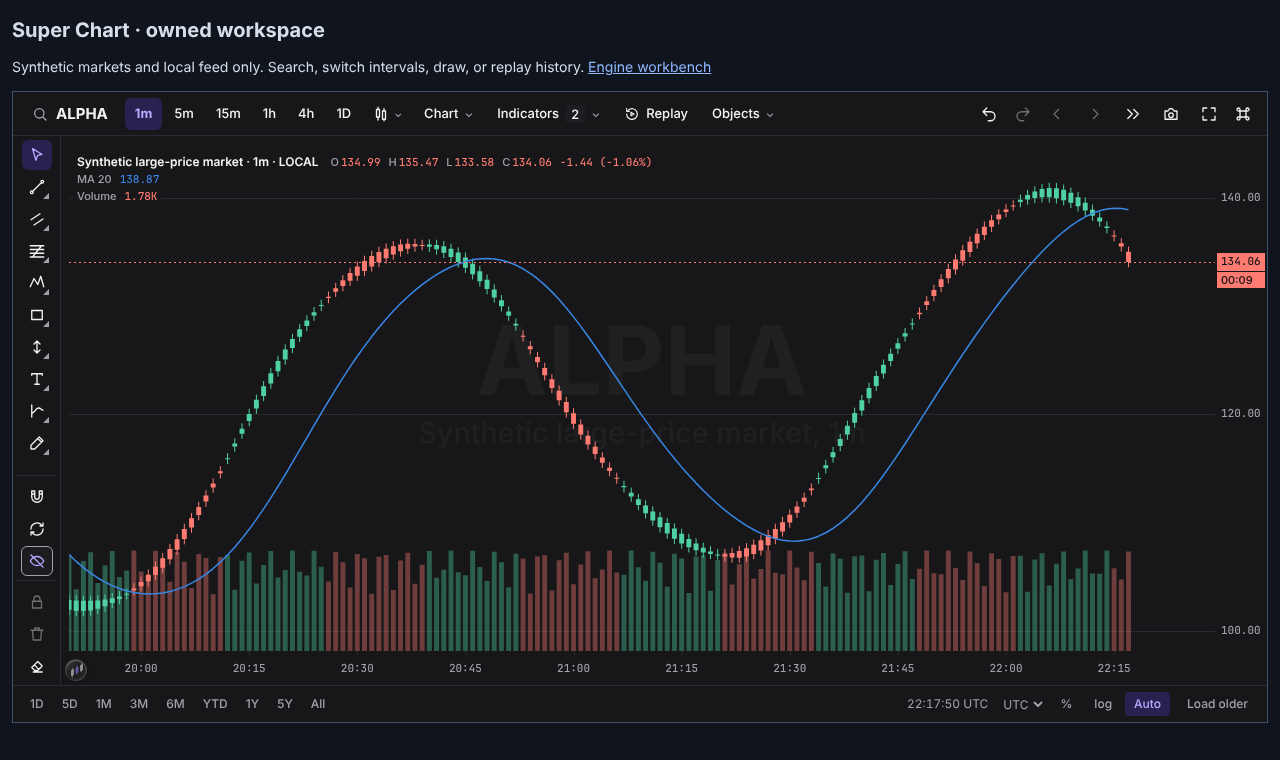 Super Chart · owned workspace
Synthetic markets and local feed only. Search, switch intervals, draw, or replay history. Engine workbench
ALPHA 1m 5m 15m 1h 4h 1D Chart Indicators 2 Replay Objects
Synthetic large-price market · 1m · LOCAL O134.99 H135.47 L133.58 C134.06 -1.44 (-1.06%)
MA 20 138.87
Volume 1.78K
140.00
134.06
00:09
ALPHA
120.00
Synthetic large-price market, 1m
100.00
20:00 20:15 20:30 20:45 21:00 21:15 21:30 21:45 22:00 22:15
1D 5D 1M 3M 6M YTD 1Y 5Y All 22:17:50 UTC UTC % log Auto Load older